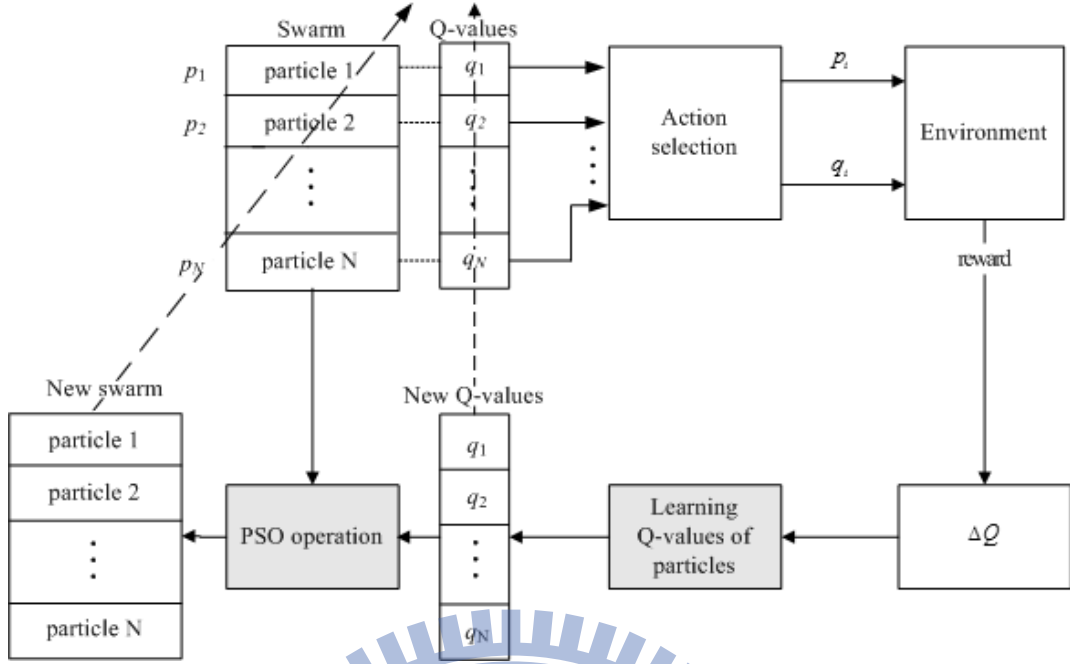 Swarm
Q-values
p1
particle 1
q1
p2
particle 2
q2
pN
particle N
qN
Action
selection
pi
qi
Environment
reward
New swarm
particle 1
particle 2
particle N
PSO operation
New Q-values
q1
q2
qN
Learning
Q-values of
particles
ΔQ